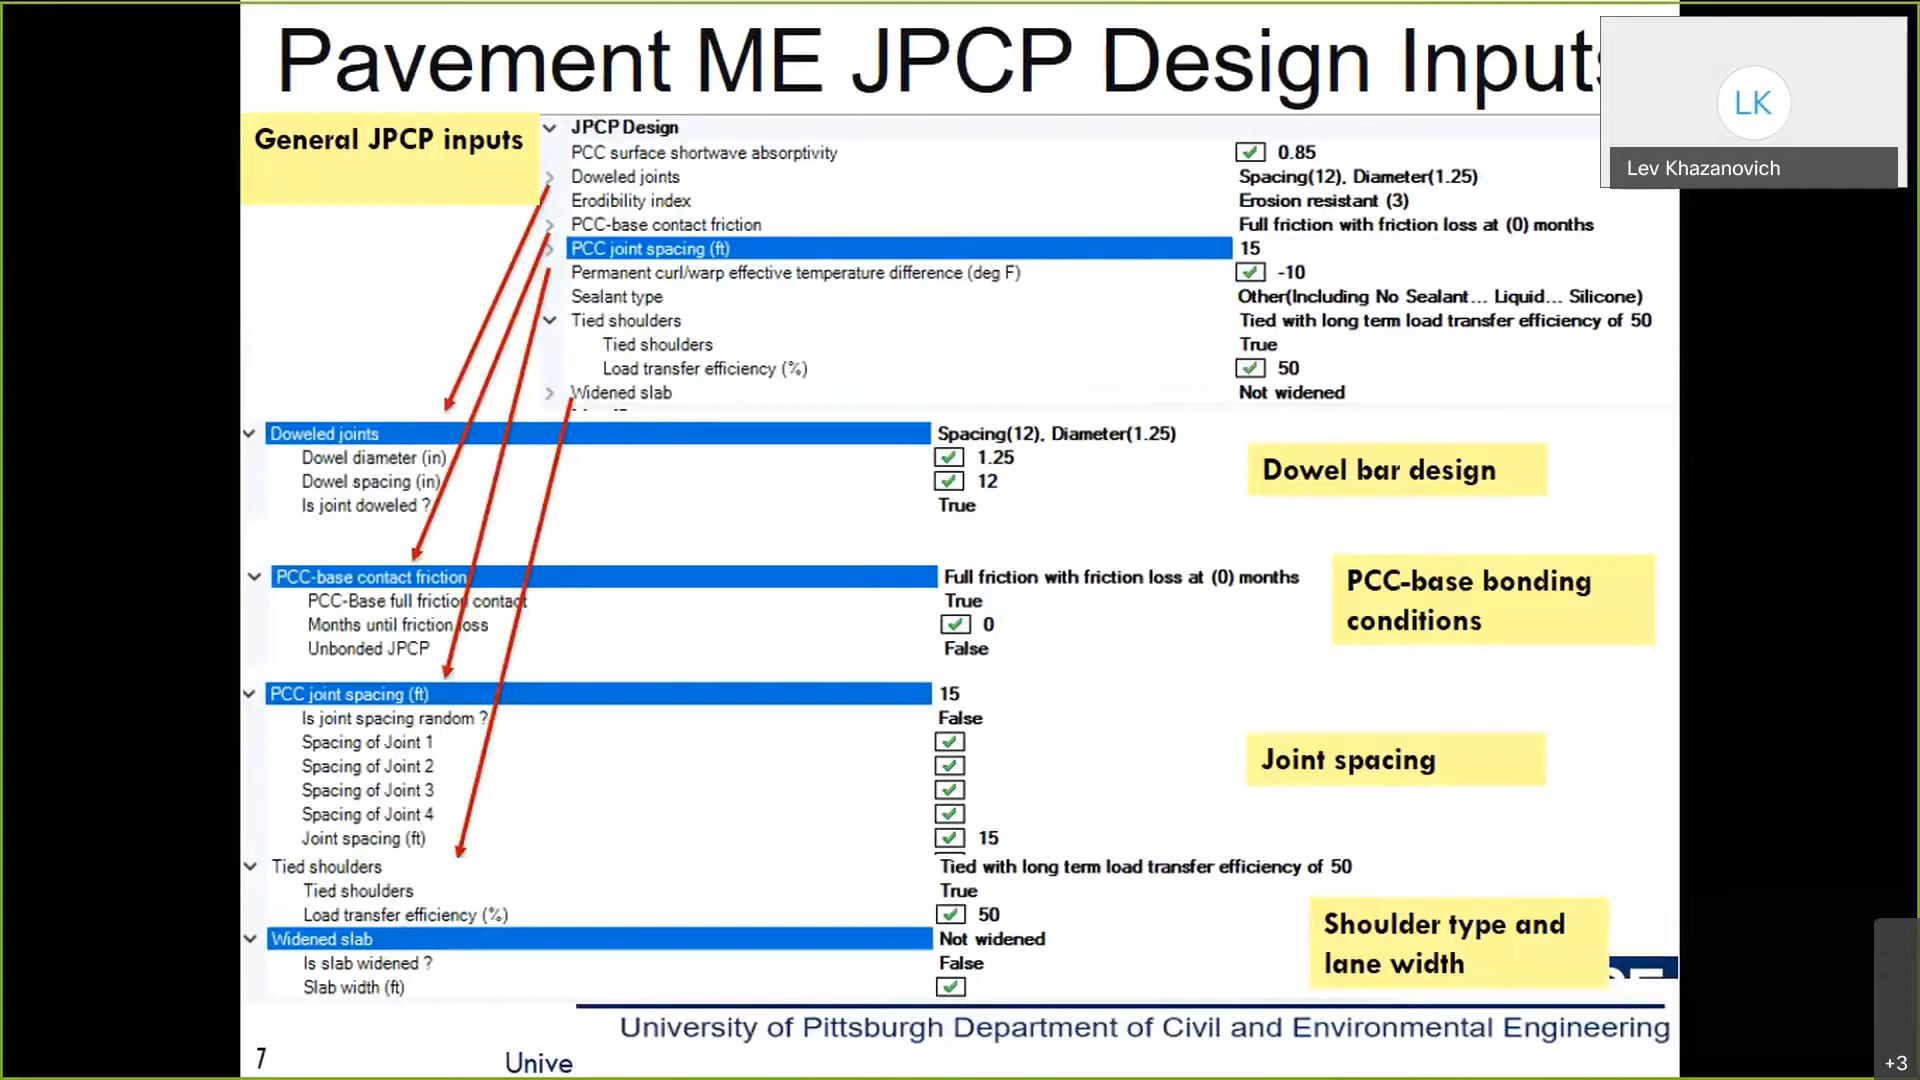 Pavement ME JPCP Design Inputs
LK
Lev Khazanovich
General JPCP inputs
JPCP Design
PCC surface shortwave absorptivity 0.85
Doweled joints Spacing(12), Diameter(1.25)
Erodibility index Erosion resistant (3)
PCC-base contact friction Full friction with friction loss at (0) months
PCC joint spacing (ft) 15
Permanent curl/warp effective temperature difference (deg F) -10
Sealant type Other(Including No Sealant... Liquid... Silicone)
Tied shoulders Tied with long term load transfer efficiency of 50
Tied shoulders True
Load transfer efficiency (%) 50
Widened slab Not widened
Doweled joints Spacing(12), Diameter(1.25)
Dowel diameter (in) 1.25
Dowel spacing (in) 12
Is joint doweled ? True
Dowel bar design
PCC-base contact friction Full friction with friction loss at (0) months
PCC-Base full friction contact True
Months until friction loss 0
Unbonded JPCP False
PCC-base bonding
conditions
PCC joint spacing (ft) 15
Is joint spacing random ? False
Spacing of Joint 1
Spacing of Joint 2
Spacing of Joint 3
Spacing of Joint 4
Joint spacing (ft) 15
Joint spacing
Tied shoulders Tied with long term load transfer efficiency of 50
Tied shoulders True
Load transfer efficiency (%) 50
Widened slab Not widened
Is slab widened ? False
Slab width (ft)
Shoulder type and
lane width
University of Pittsburgh Department of Civil and Environmental Engineering
7
Unive
+3